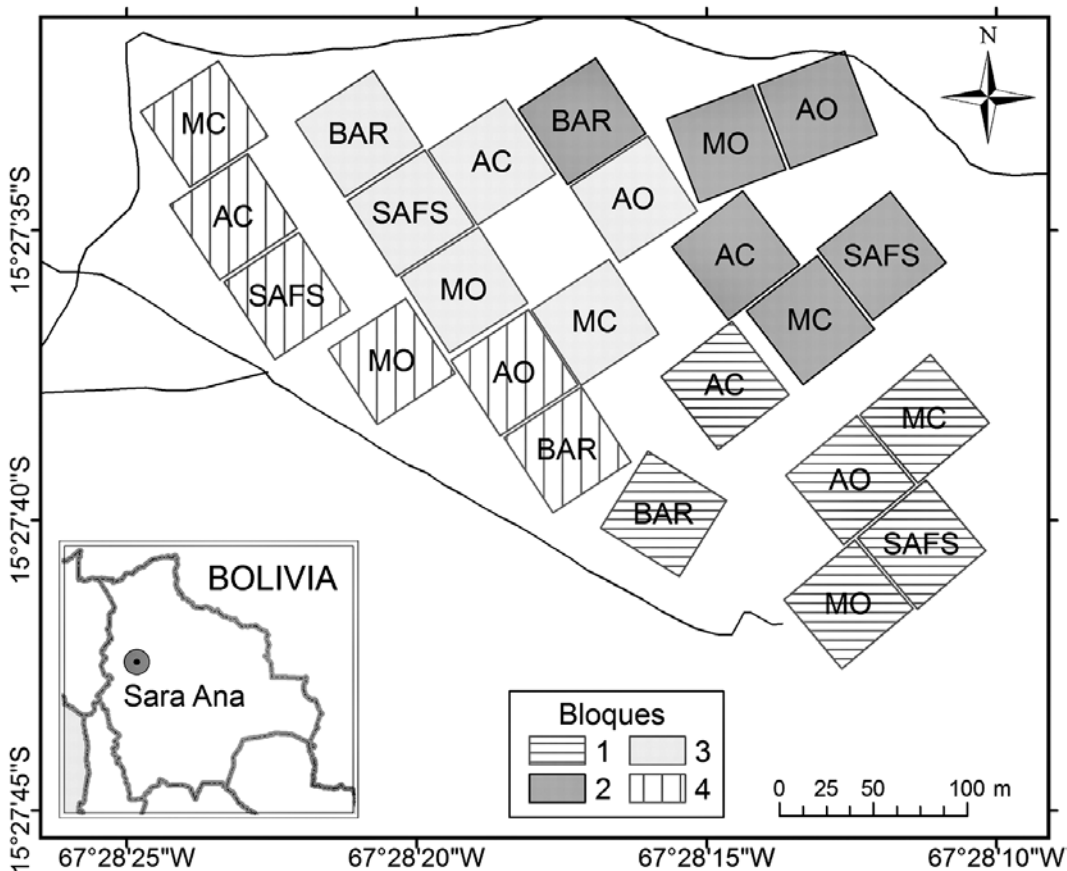 N
MC
BAR
AC
BAR
MO
AO
AC
SAFS
AO
SAFS
MO
MC
AC
SAFS
MC
MO
AO
AC
MC
BAR
AO
BAR
SAFS
MO
15°27'35"S
15°27'40"S
15°27'45"S
BOLIVIA
Sara Ana
Bloques
1 3
2 4
0 25 50 100 m
67°28'25"W 67°28'20"W 67°28'15"W 67°28'10"W